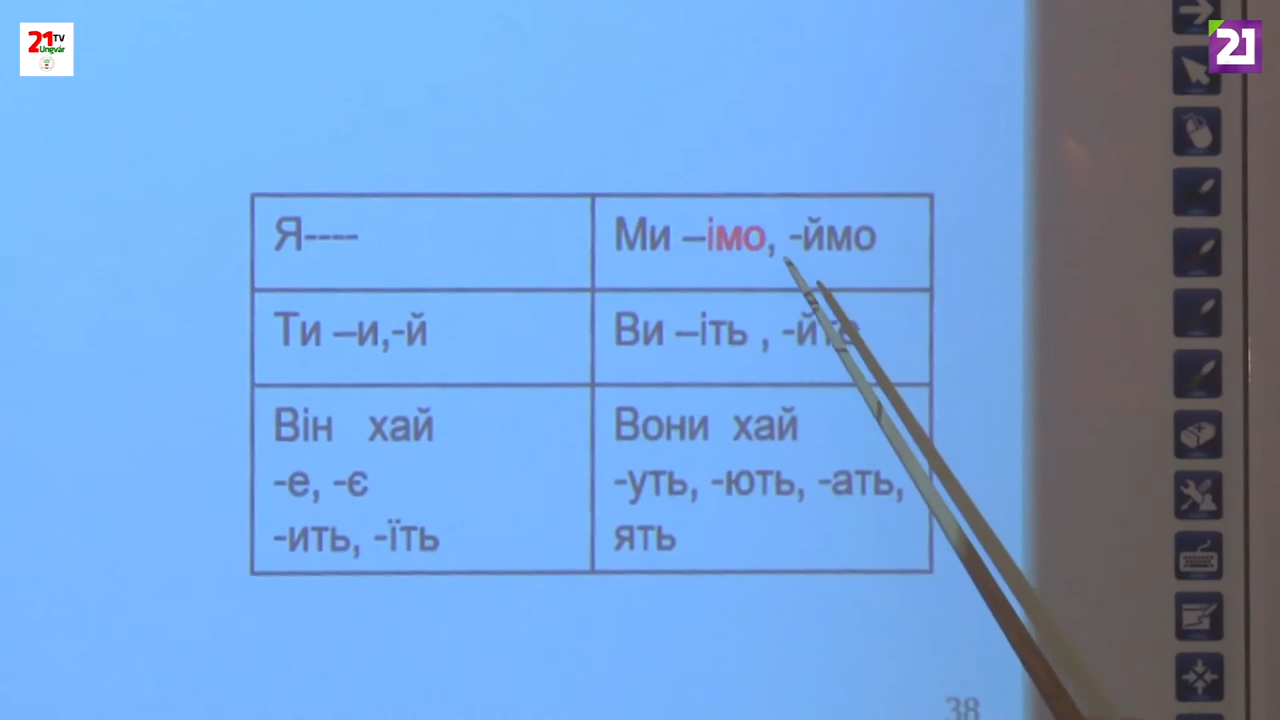 21 TV
Ungvár
21
Я----
Ми –імо, -ймо
Ти –и,-й
Ви –іть , -йте
Він хай
-е, -є
-ить, -їть
Вони хай
-уть, -ють, -ать,
ять
38